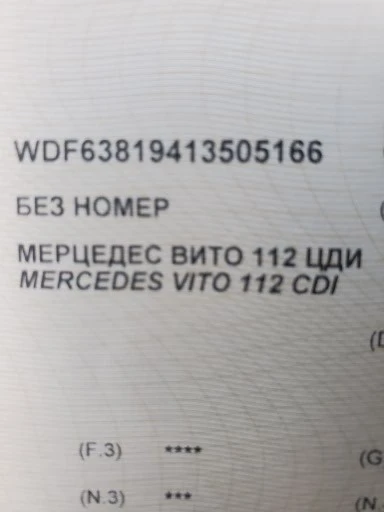 WDF63819413505166
БЕЗ НОМЕР
МЕРЦЕДЕС ВИТО 112 ЦДИ
MERCEDES VITO 112 CDI
(F.3) ****
(G
(N.3) ***
(N.